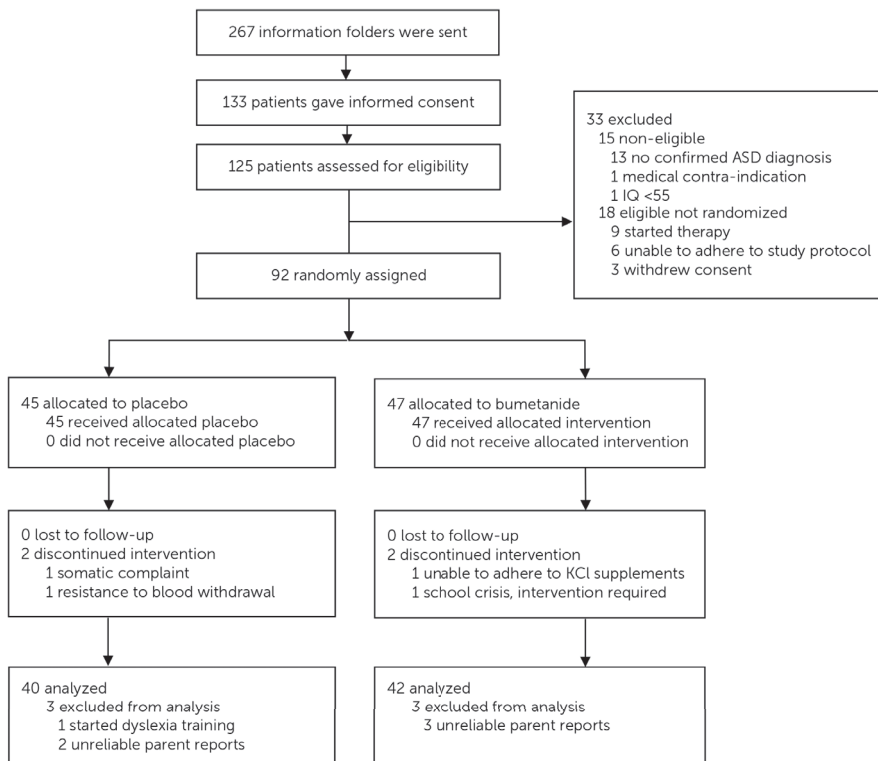 267 information folders were sent
133 patients gave informed consent
125 patients assessed for eligibility
33 excluded
15 non-eligible
13 no confirmed ASD diagnosis
1 medical contra-indication
1 IQ <55
18 eligible not randomized
9 started therapy
6 unable to adhere to study protocol
3 withdrew consent
92 randomly assigned
45 allocated to placebo
45 received allocated placebo
0 did not receive allocated placebo
47 allocated to bumetanide
47 received allocated intervention
0 did not receive allocated intervention
0 lost to follow-up
2 discontinued intervention
1 somatic complaint
1 resistance to blood withdrawal
0 lost to follow-up
2 discontinued intervention
1 unable to adhere to KCl supplements
1 school crisis, intervention required
40 analyzed
3 excluded from analysis
1 started dyslexia training
2 unreliable parent reports
42 analyzed
3 excluded from analysis
3 unreliable parent reports